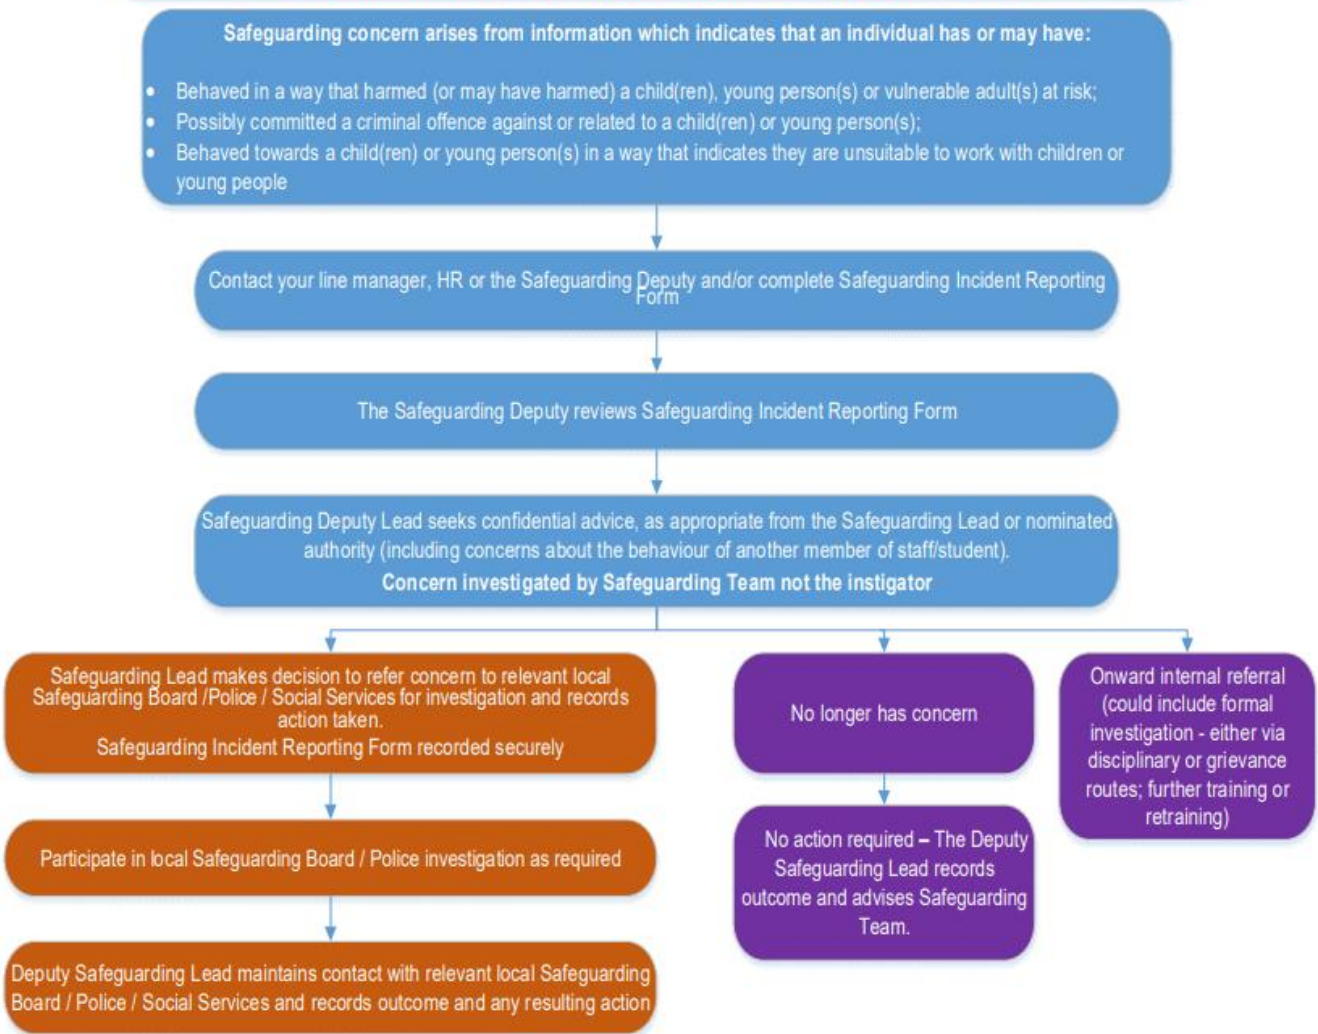 Safeguarding concern arises from information which indicates that an individual has or may have:
• Behaved in a way that harmed (or may have harmed) a child(ren), young person(s) or vulnerable adult(s) at risk;
• Possibly committed a criminal offence against or related to a child(ren) or young person(s);
• Behaved towards a child(ren) or young person(s) in a way that indicates they are unsuitable to work with children or
young people
Contact your line manager, HR or the Safeguarding Deputy and/or complete Safeguarding Incident Reporting
Form
The Safeguarding Deputy reviews Safeguarding Incident Reporting Form
Safeguarding Deputy Lead seeks confidential advice, as appropriate from the Safeguarding Lead or nominated
authority (including concerns about the behaviour of another member of staff/student).
Concern investigated by Safeguarding Team not the instigator
Safeguarding Lead makes decision to refer concern to relevant local
Safeguarding Board /Police / Social Services for investigation and records
action taken.
Safeguarding Incident Reporting Form recorded securely
Participate in local Safeguarding Board / Police investigation as required
Deputy Safeguarding Lead maintains contact with relevant local Safeguarding
Board / Police / Social Services and records outcome and any resulting action
No longer has concern
No action required – The Deputy
Safeguarding Lead records
outcome and advises Safeguarding
Team.
Onward internal referral
(could include formal
investigation - either via
disciplinary or grievance
routes; further training or
retraining)